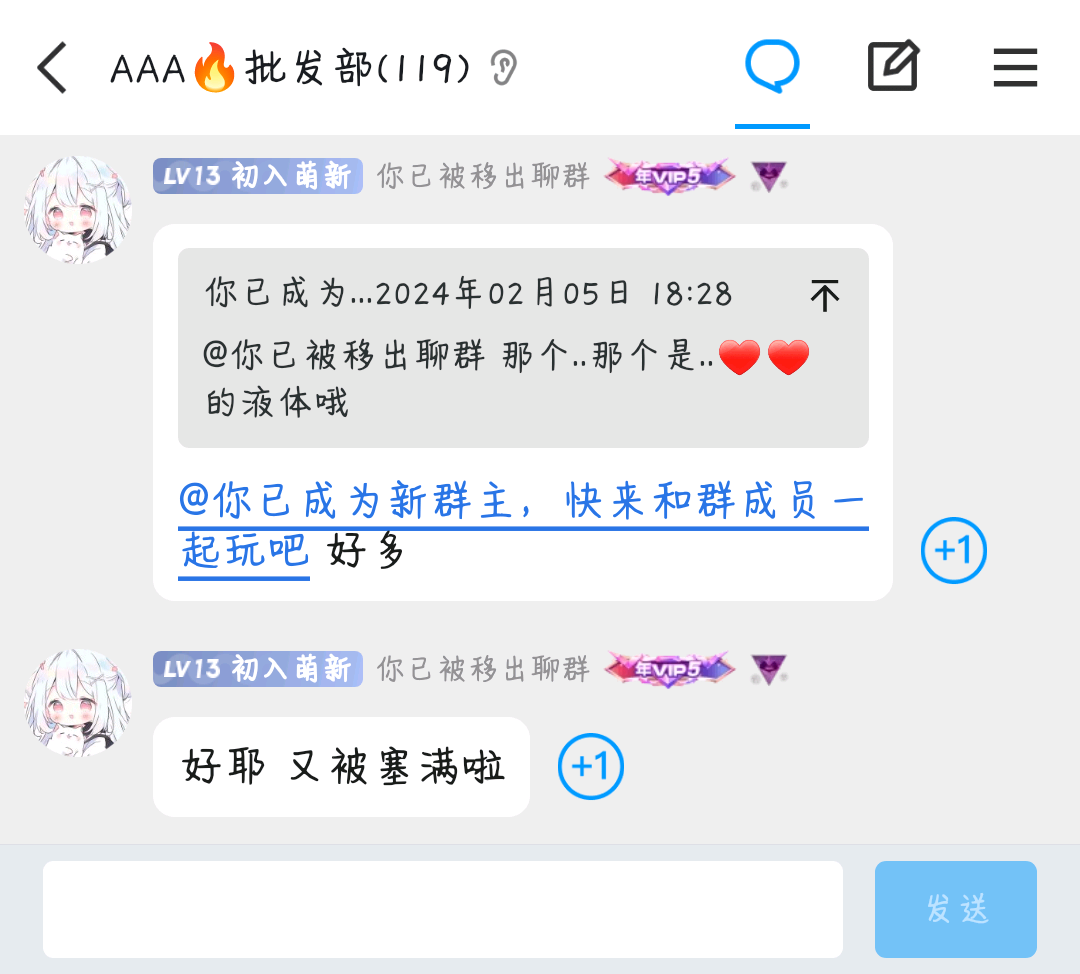 AAA🔥批发部(119)
LV13 初入萌新 你已被移出聊群 年VIP5
你已成为...2024年02月05日 18:28
@你已被移出聊群 那个..那个是..❤️❤️
的液体哦
@你已成为新群主，快来和群成员一
起玩吧 好多
+1
LV13 初入萌新 你已被移出聊群 年VIP5
好耶 又被塞满啦
+1
发送